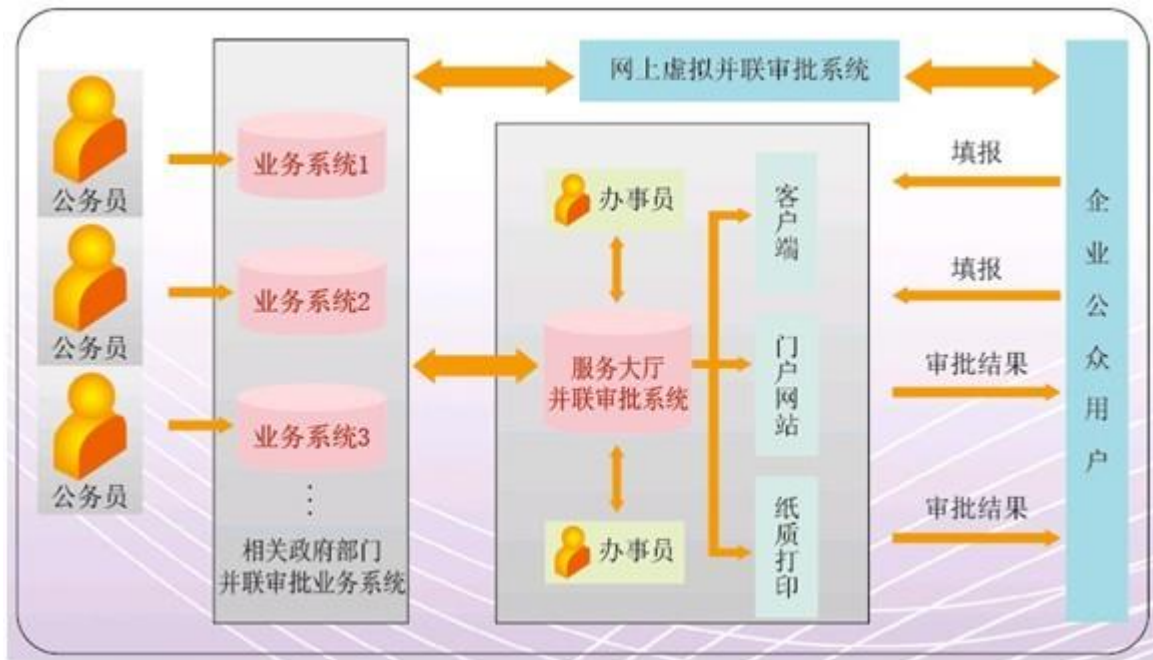 公务员
公务员
公务员
业务系统1
业务系统2
业务系统3
⋮
相关政府部门
并联审批业务系统
网上虚拟并联审批系统
办事员
服务大厅
并联审批系统
办事员
客户端
门户网站
纸质打印
填报
填报
审批结果
审批结果
企业公众用户